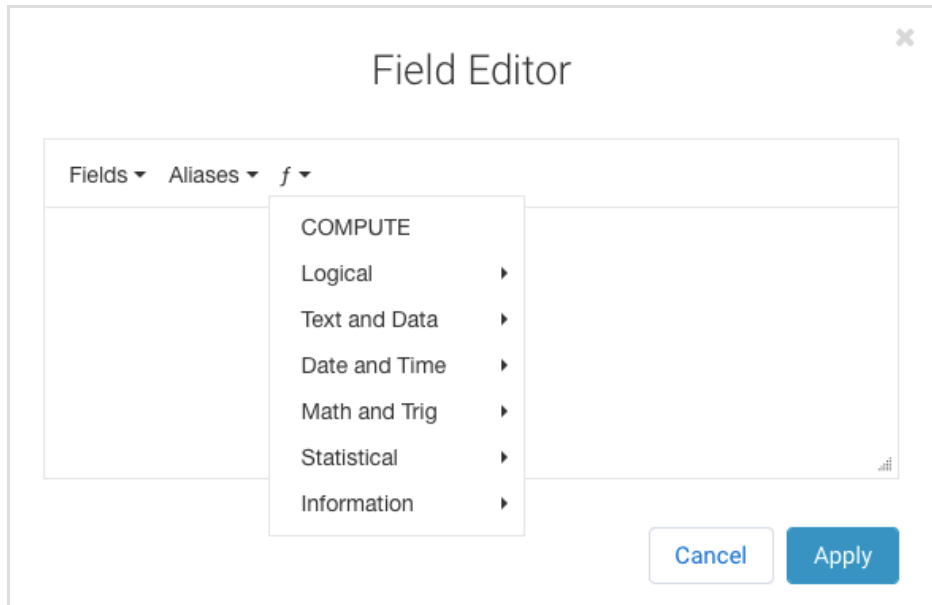 Field Editor
Fields Aliases ƒ
COMPUTE
Logical
Text and Data
Date and Time
Math and Trig
Statistical
Information
Cancel Apply